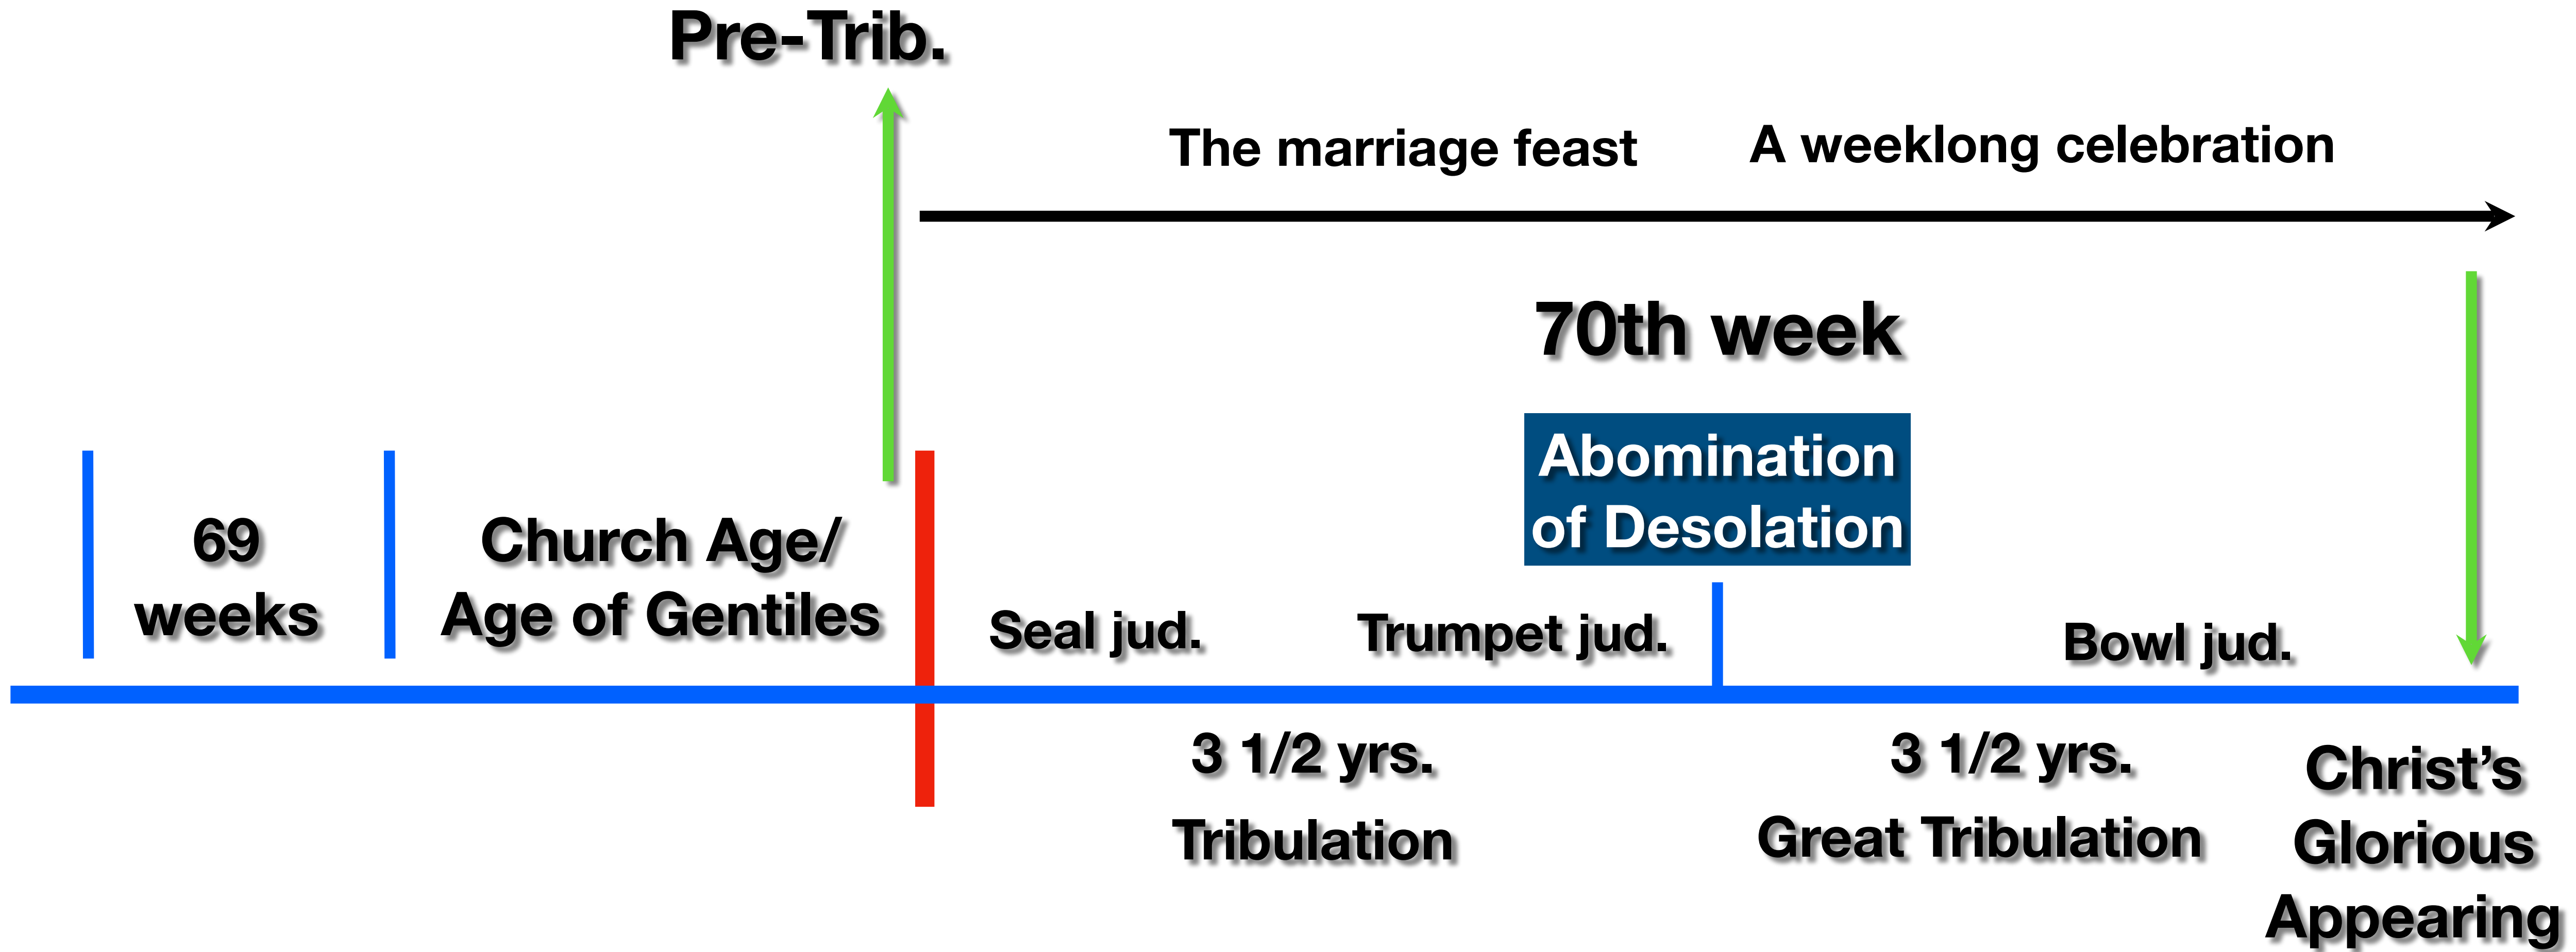 Pre-Trib.
The marriage feast
A weeklong celebration
70th week
Abomination
of Desolation
69
weeks
Church Age/
Age of Gentiles
Seal jud.
Trumpet jud.
Bowl jud.
3 1/2 yrs.
Tribulation
3 1/2 yrs.
Great Tribulation
Christ’s
Glorious
Appearing